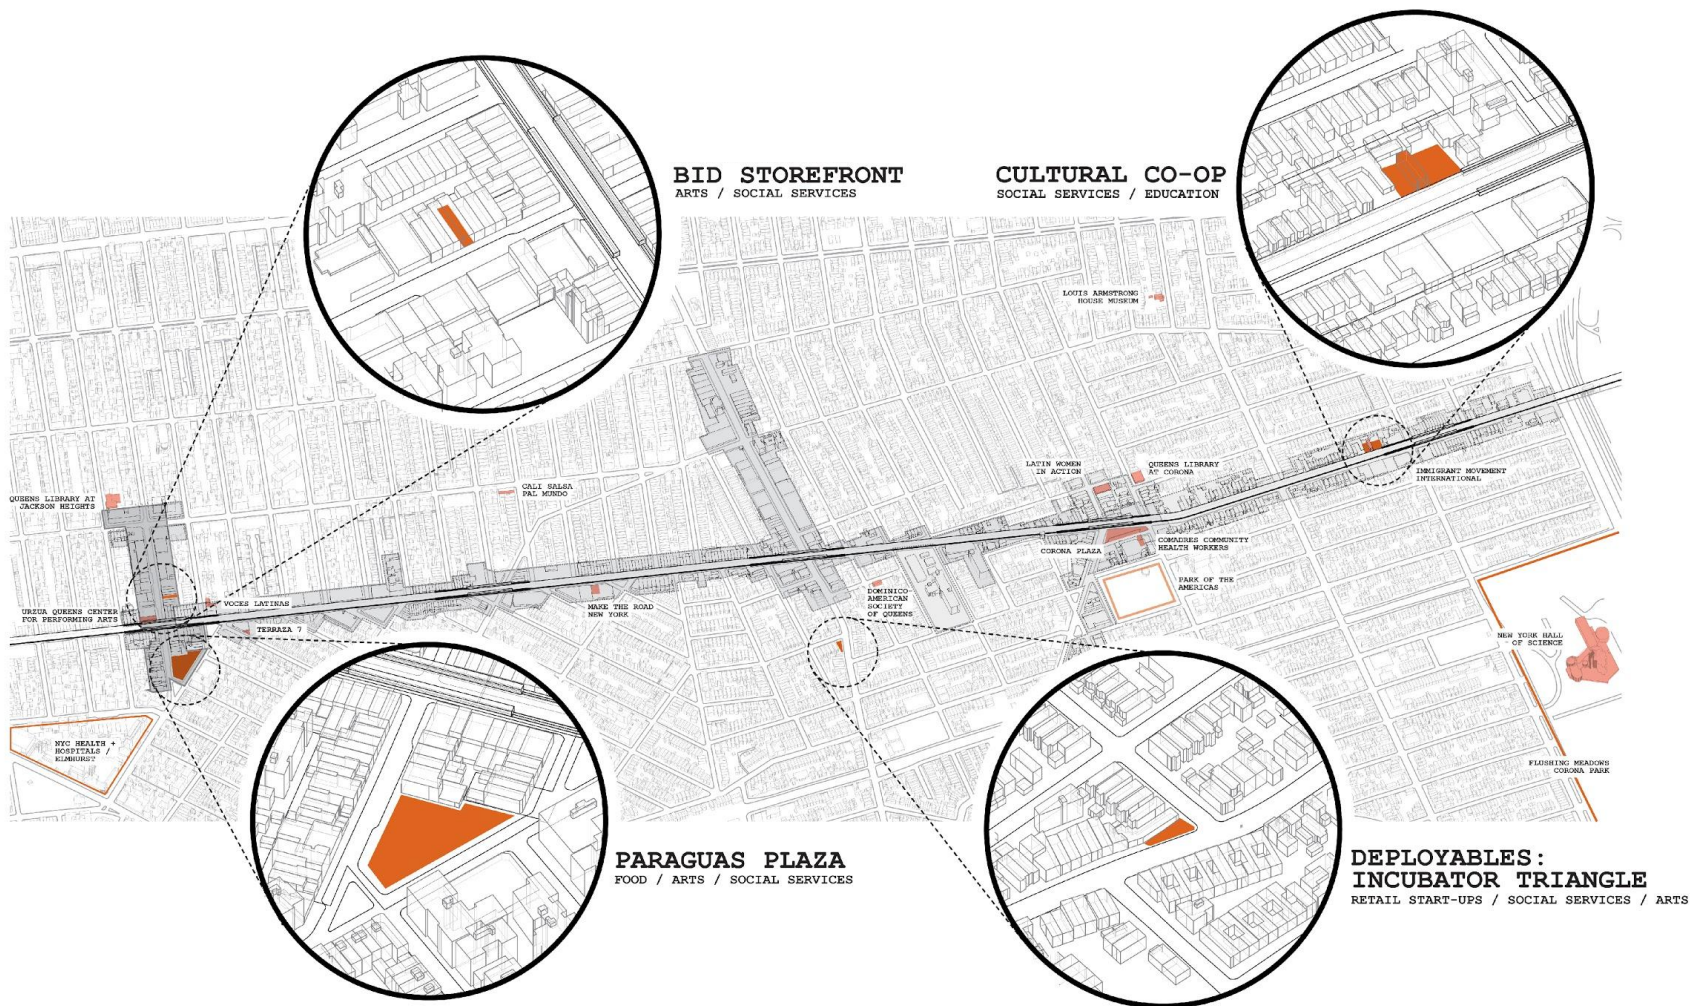 BID STOREFRONT
ARTS / SOCIAL SERVICES
CULTURAL CO-OP
SOCIAL SERVICES / EDUCATION
LOUIS ARMSTRONG
HOUSE MUSEUM
LATIN WOMEN
IN ACTION
QUEENS LIBRARY
AT CORONA
IMMIGRANT MOVEMENT
INTERNATIONAL
CALI SALSA
PAL MUNDO
QUEENS LIBRARY AT
JACKSON HEIGHTS
CORONA PLAZA
COMADRES COMMUNITY
HEALTH WORKERS
PARK OF THE
AMERICAS
VOCES LATINAS
URZUA QUEENS CENTER
FOR PERFORMING ARTS
TERRAZA 7
MAKE THE ROAD
NEW YORK
DOMINICO-
AMERICAN
SOCIETY
OF QUEENS
NEW YORK HALL
OF SCIENCE
NYC HEALTH +
HOSPITALS /
ELMHURST
FLUSHING MEADOWS
CORONA PARK
PARAGUAS PLAZA
FOOD / ARTS / SOCIAL SERVICES
DEPLOYABLES:
INCUBATOR TRIANGLE
RETAIL START-UPS / SOCIAL SERVICES / ARTS